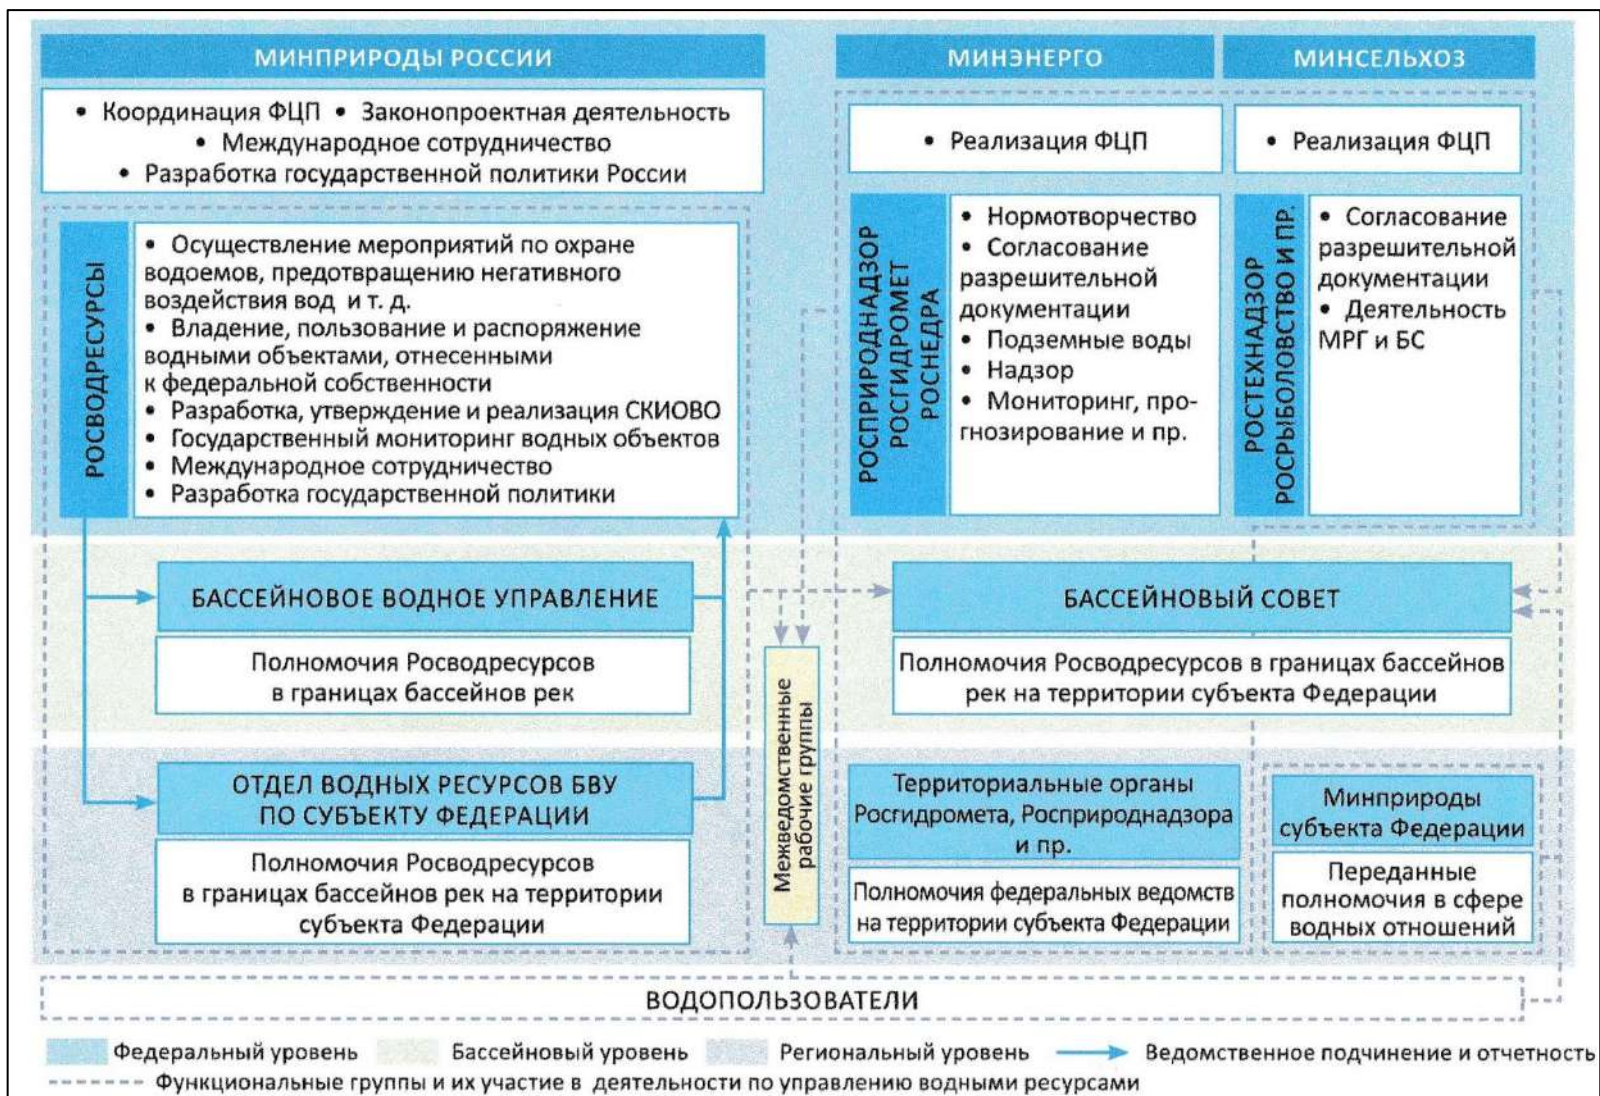 МИНПРИРОДЫ РОССИИ
• Координация ФЦП • Законопроектная деятельность
• Международное сотрудничество
• Разработка государственной политики России
РОСВОДРЕСУРСЫ
• Осуществление мероприятий по охране
водоемов, предотвращению негативного
воздействия вод и т. д.
• Владение, пользование и распоряжение
водными объектами, отнесенными
к федеральной собственности
• Разработка, утверждение и реализация СКИОВО
• Государственный мониторинг водных объектов
• Международное сотрудничество
• Разработка государственной политики
МИНЭНЕРГО
• Реализация ФЦП
РОСПРИРОДНАДЗОР
РОСГИДРОМЕТ
РОСНЕДРА
• Нормотворчество
• Согласование
разрешительной
документации
• Подземные воды
• Надзор
• Мониторинг, про-
гнозирование и пр.
МИНСЕЛЬХОЗ
• Реализация ФЦП
РОСТЕХНАДЗОР
РОСРЫБОЛОВСТВО И ПР.
• Согласование
разрешительной
документации
• Деятельность
МРГ и БС
БАССЕЙНОВОЕ ВОДНОЕ УПРАВЛЕНИЕ
Полномочия Росводресурсов
в границах бассейнов рек
БАССЕЙНОВЫЙ СОВЕТ
Полномочия Росводресурсов в границах бассейнов
рек на территории субъекта Федерации
Межведомственные
рабочие группы
ОТДЕЛ ВОДНЫХ РЕСУРСОВ БВУ
ПО СУБЪЕКТУ ФЕДЕРАЦИИ
Полномочия Росводресурсов
в границах бассейнов рек на территории
субъекта Федерации
Территориальные органы
Росгидромета, Росприроднадзора
и пр.
Полномочия федеральных ведомств
на территории субъекта Федерации
Минприроды
субъекта Федерации
Переданные
полномочия в сфере
водных отношений
ВОДОПОЛЬЗОВАТЕЛИ
Федеральный уровень
Бассейновый уровень
Региональный уровень
Ведомственное подчинение и отчетность
Функциональные группы и их участие в деятельности по управлению водными ресурсами